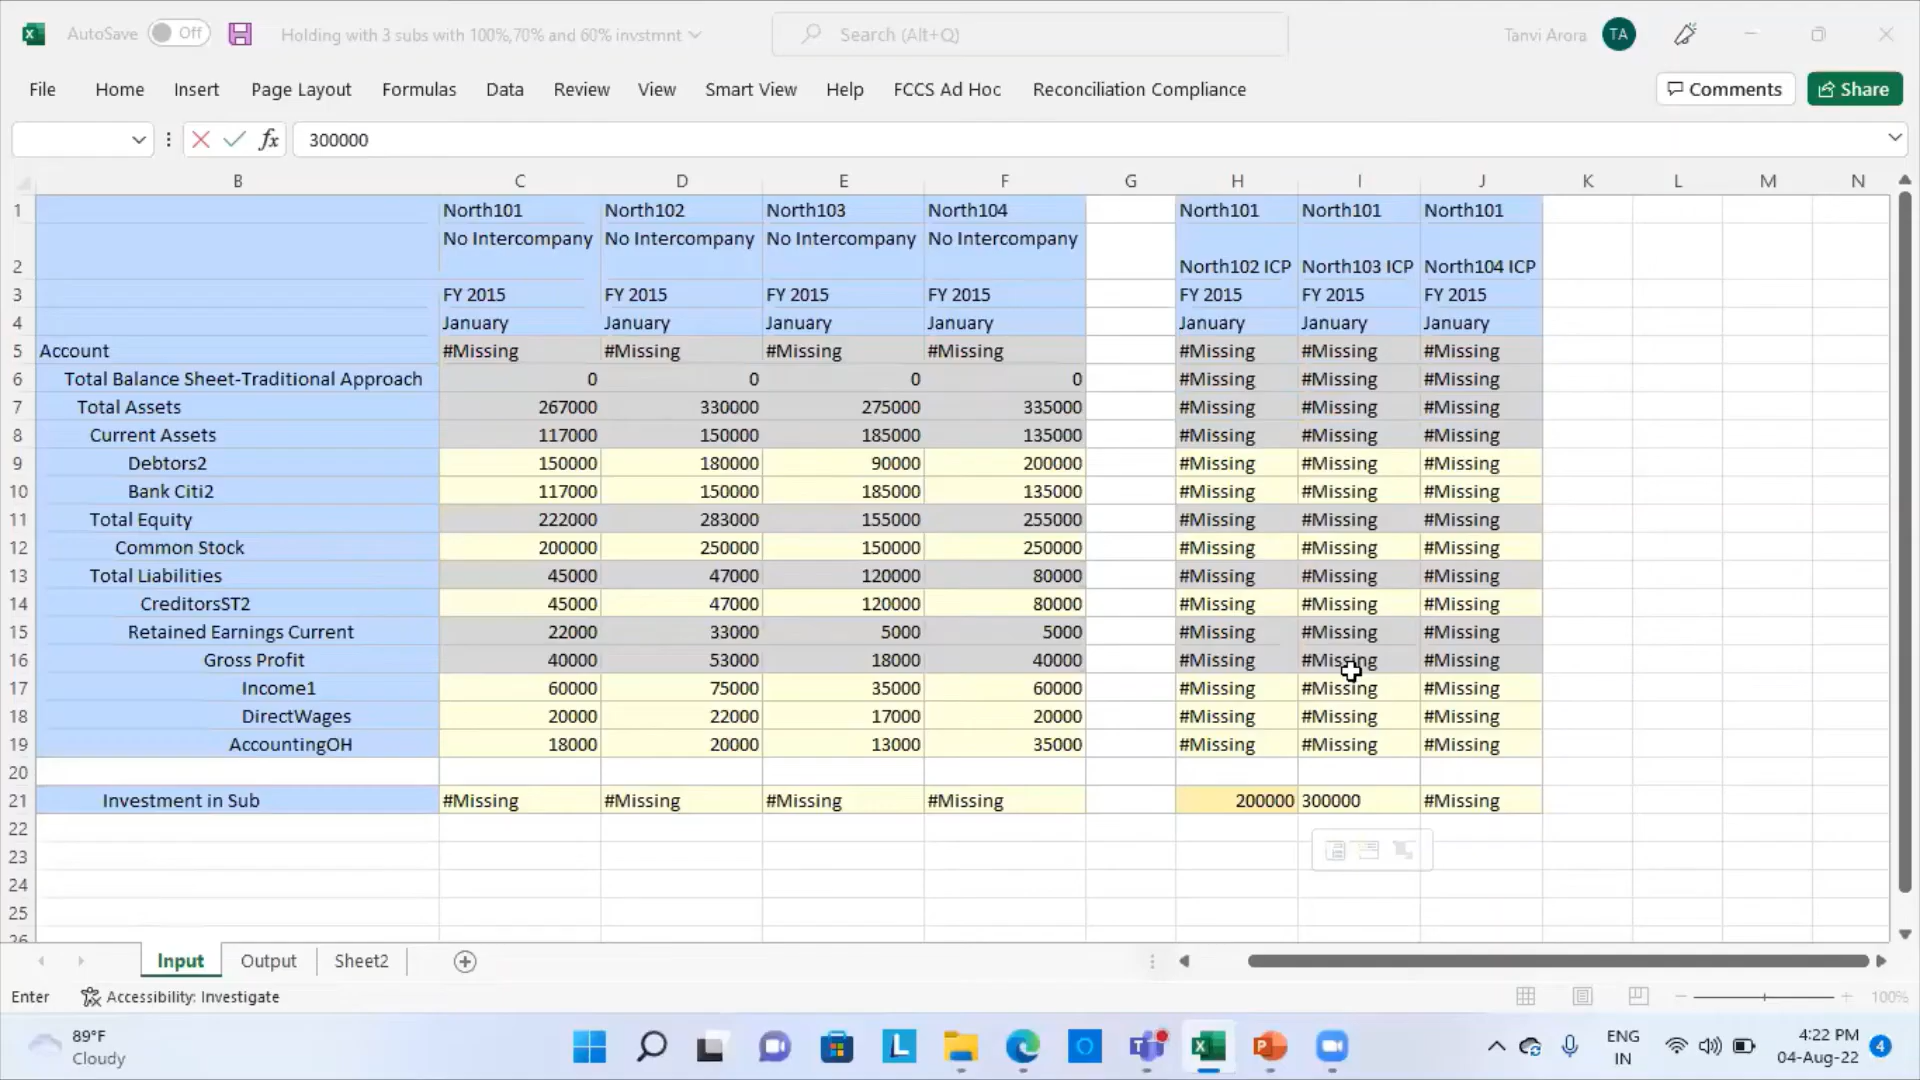 AutoSave Off Holding with 3 subs with 100%,70% and 60% invstmnt Search (Alt+Q) Tanvi Arora TA
File Home Insert Page Layout Formulas Data Review View Smart View Help FCCS Ad Hoc Reconciliation Compliance Comments Share
fx 300000
B C D E F G H I J K L M N
1 North101 North102 North103 North104 North101 North101 North101
No Intercompany No Intercompany No Intercompany No Intercompany
2 North102 ICP North103 ICP North104 ICP
3 FY 2015 FY 2015 FY 2015 FY 2015 FY 2015 FY 2015 FY 2015
4 January January January January January January January
5 Account #Missing #Missing #Missing #Missing #Missing #Missing #Missing
6 Total Balance Sheet-Traditional Approach 0 0 0 0 #Missing #Missing #Missing
7 Total Assets 267000 330000 275000 335000 #Missing #Missing #Missing
8 Current Assets 117000 150000 185000 135000 #Missing #Missing #Missing
9 Debtors2 150000 180000 90000 200000 #Missing #Missing #Missing
10 Bank Citi2 117000 150000 185000 135000 #Missing #Missing #Missing
11 Total Equity 222000 283000 155000 255000 #Missing #Missing #Missing
12 Common Stock 200000 250000 150000 250000 #Missing #Missing #Missing
13 Total Liabilities 45000 47000 120000 80000 #Missing #Missing #Missing
14 CreditorsST2 45000 47000 120000 80000 #Missing #Missing #Missing
15 Retained Earnings Current 22000 33000 5000 5000 #Missing #Missing #Missing
16 Gross Profit 40000 53000 18000 40000 #Missing #Missing #Missing
17 Income1 60000 75000 35000 60000 #Missing #Missing #Missing
18 DirectWages 20000 22000 17000 20000 #Missing #Missing #Missing
19 AccountingOH 18000 20000 13000 35000 #Missing #Missing #Missing
20
21 Investment in Sub #Missing #Missing #Missing #Missing 200000 300000 #Missing
22
23
24
25
26
Input Output Sheet2
Enter Accessibility: Investigate 100%
89°F ENG 4:22 PM
Cloudy IN 04-Aug-22 4